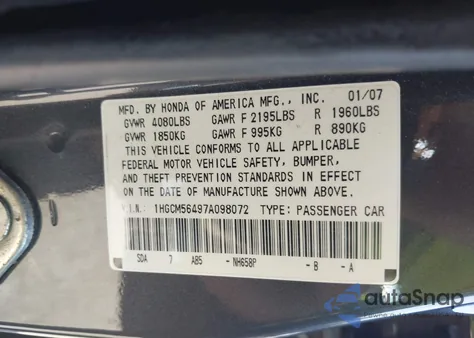 MFD. BY HONDA OF AMERICA MFG., INC. 01/07
GVWR 4080LBS GAWR F 2195LBS R 1960LBS
GVWR 1850KG GAWR F 995KG R 890KG
THIS VEHICLE CONFORMS TO ALL APPLICABLE
FEDERAL MOTOR VEHICLE SAFETY, BUMPER,
AND THEFT PREVENTION STANDARDS IN EFFECT
ON THE DATE OF MANUFACTURE SHOWN ABOVE.
V.I.N.: 1HGCM56497A098072 TYPE: PASSENGER CAR
SDA 7 AB5 -NH658P -B -A
autoSnap